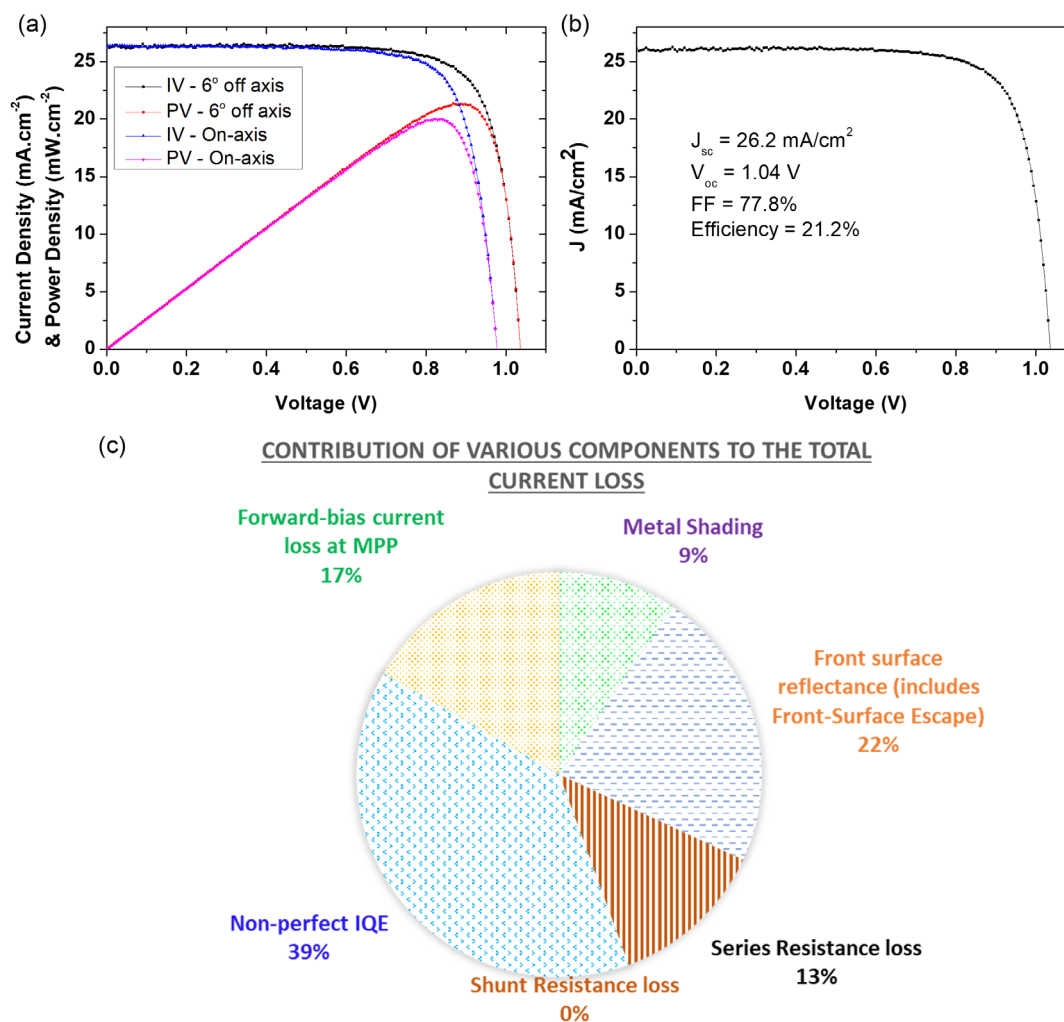 (a)
25
20
15
10
5
0
Current Density (mA.cm-2)
& Power Density (mW.cm-2)
IV - 6º off axis
PV - 6º off axis
IV - On-axis
PV - On-axis
0.0 0.2 0.4 0.6 0.8 1.0
Voltage (V)
(b)
25
20
15
10
5
0
J (mA/cm2)
Jsc = 26.2 mA/cm2
Voc = 1.04 V
FF = 77.8%
Efficiency = 21.2%
0.0 0.2 0.4 0.6 0.8 1.0
Voltage (V)
(c)
CONTRIBUTION OF VARIOUS COMPONENTS TO THE TOTAL
CURRENT LOSS
Forward-bias current
loss at MPP
17%
Metal Shading
9%
Front surface
reflectance (includes
Front-Surface Escape)
22%
Non-perfect IQE
39%
Series Resistance loss
13%
Shunt Resistance loss
0%